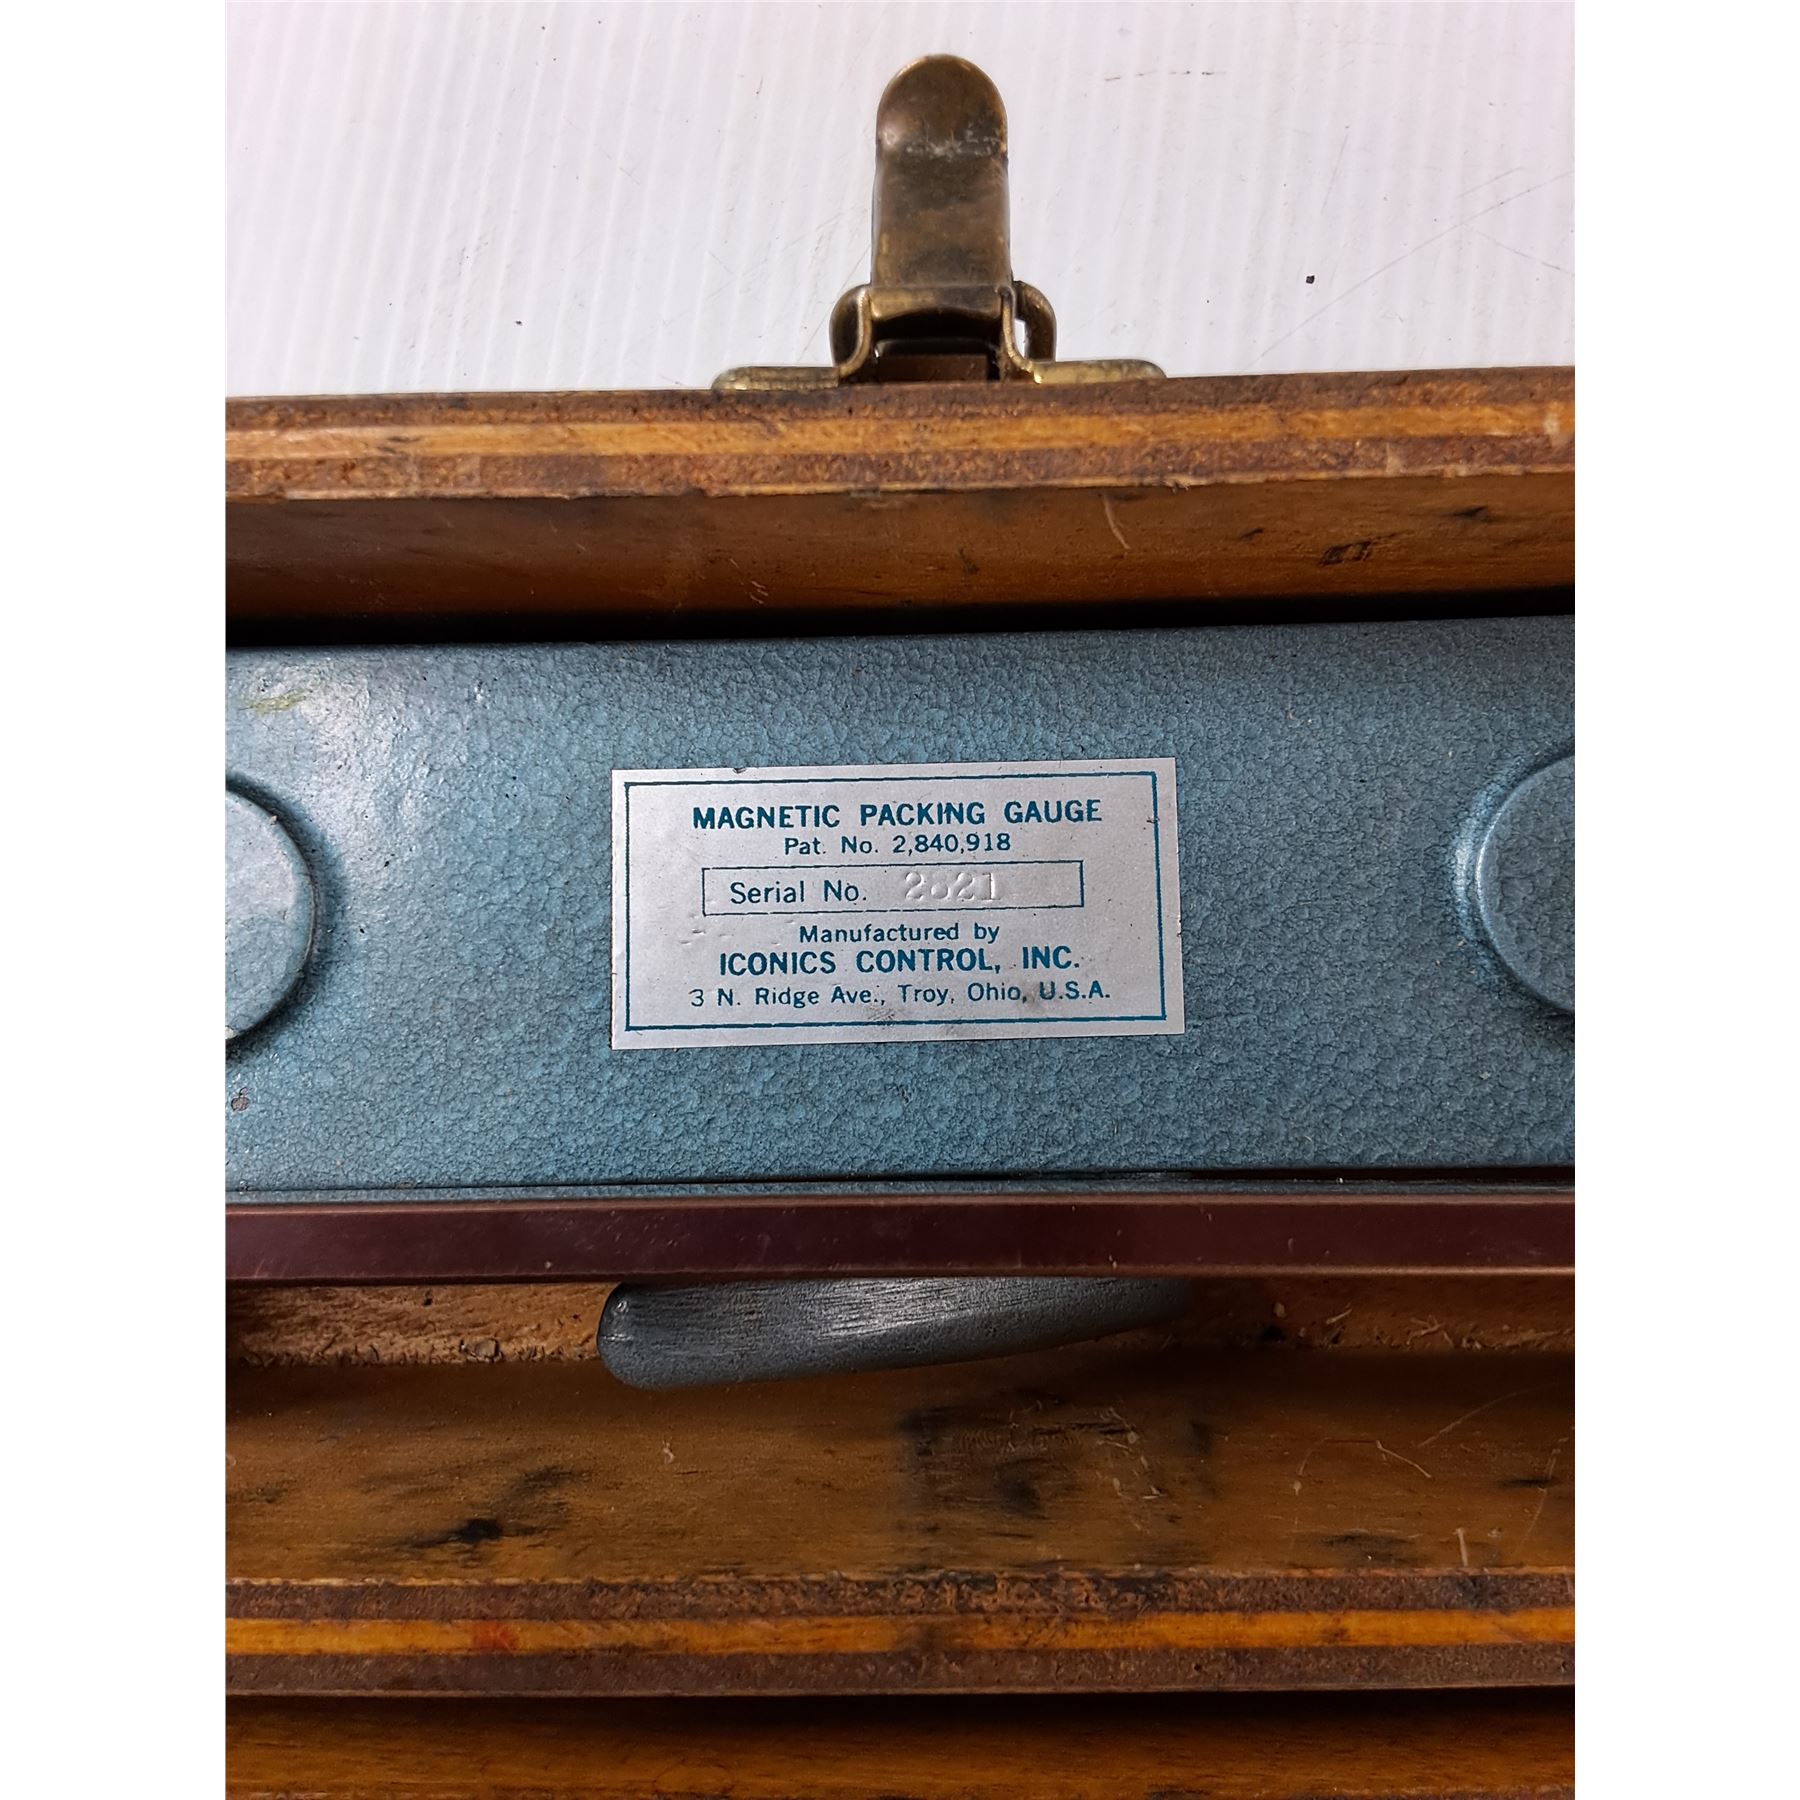 MAGNETIC PACKING GAUGE
Pat. No. 2,840,918
Serial No.
Manufactured by
ICONICS CONTROL, INC.
3 N. Ridge Ave., Troy, Ohio, U.S.A.